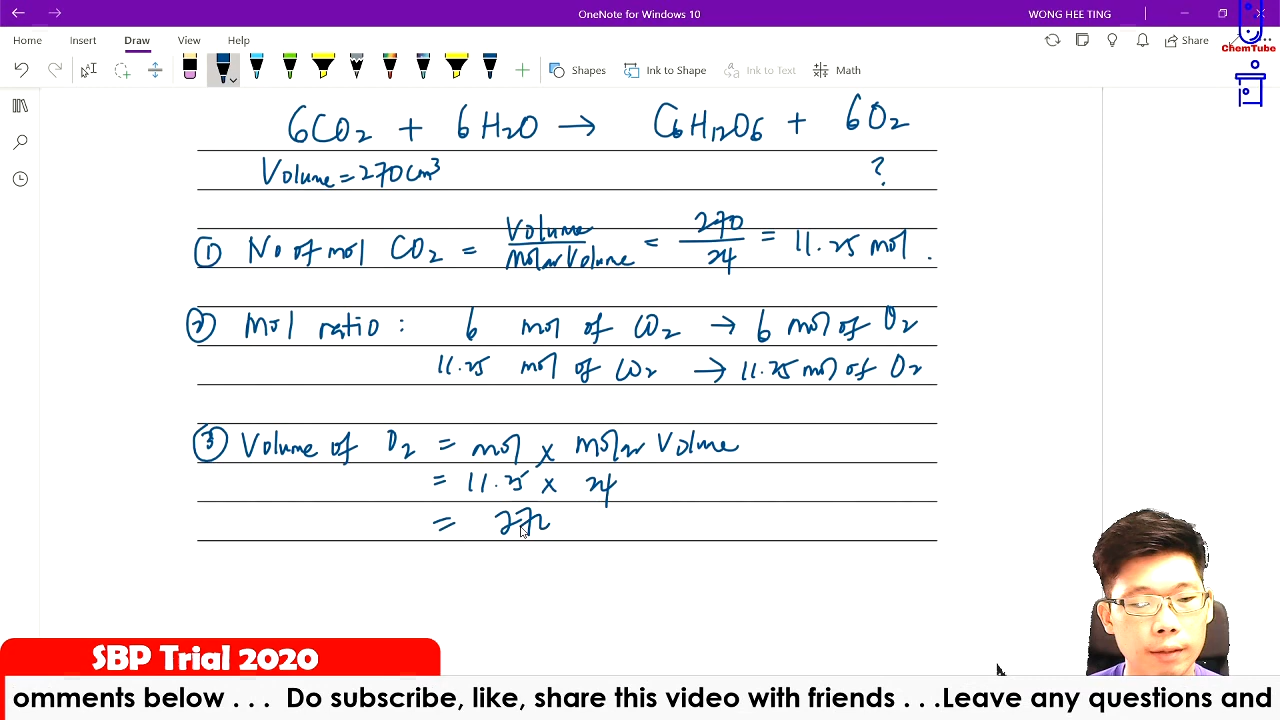 OneNote for Windows 10
WONG HEE TING
Home Insert Draw View Help
Share
ChemTube
Shapes Ink to Shape Ink to Text Math
6CO2 + 6H2O → C6H12O6 + 6O2
Volume = 270cm³ ?
① No of mol CO2 = Volume / Molar Volume = 270 / 24 = 11.25 mol.
② Mol ratio : 6 mol of CO2 → 6 mol of O2
11.25 mol of CO2 → 11.25 mol of O2
③ Volume of O2 = mol × molar Volume
= 11.25 × 24
= 270
SBP Trial 2020
omments below . . . Do subscribe, like, share this video with friends . . .Leave any questions and